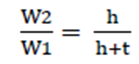 W2/W1 = h/h+t